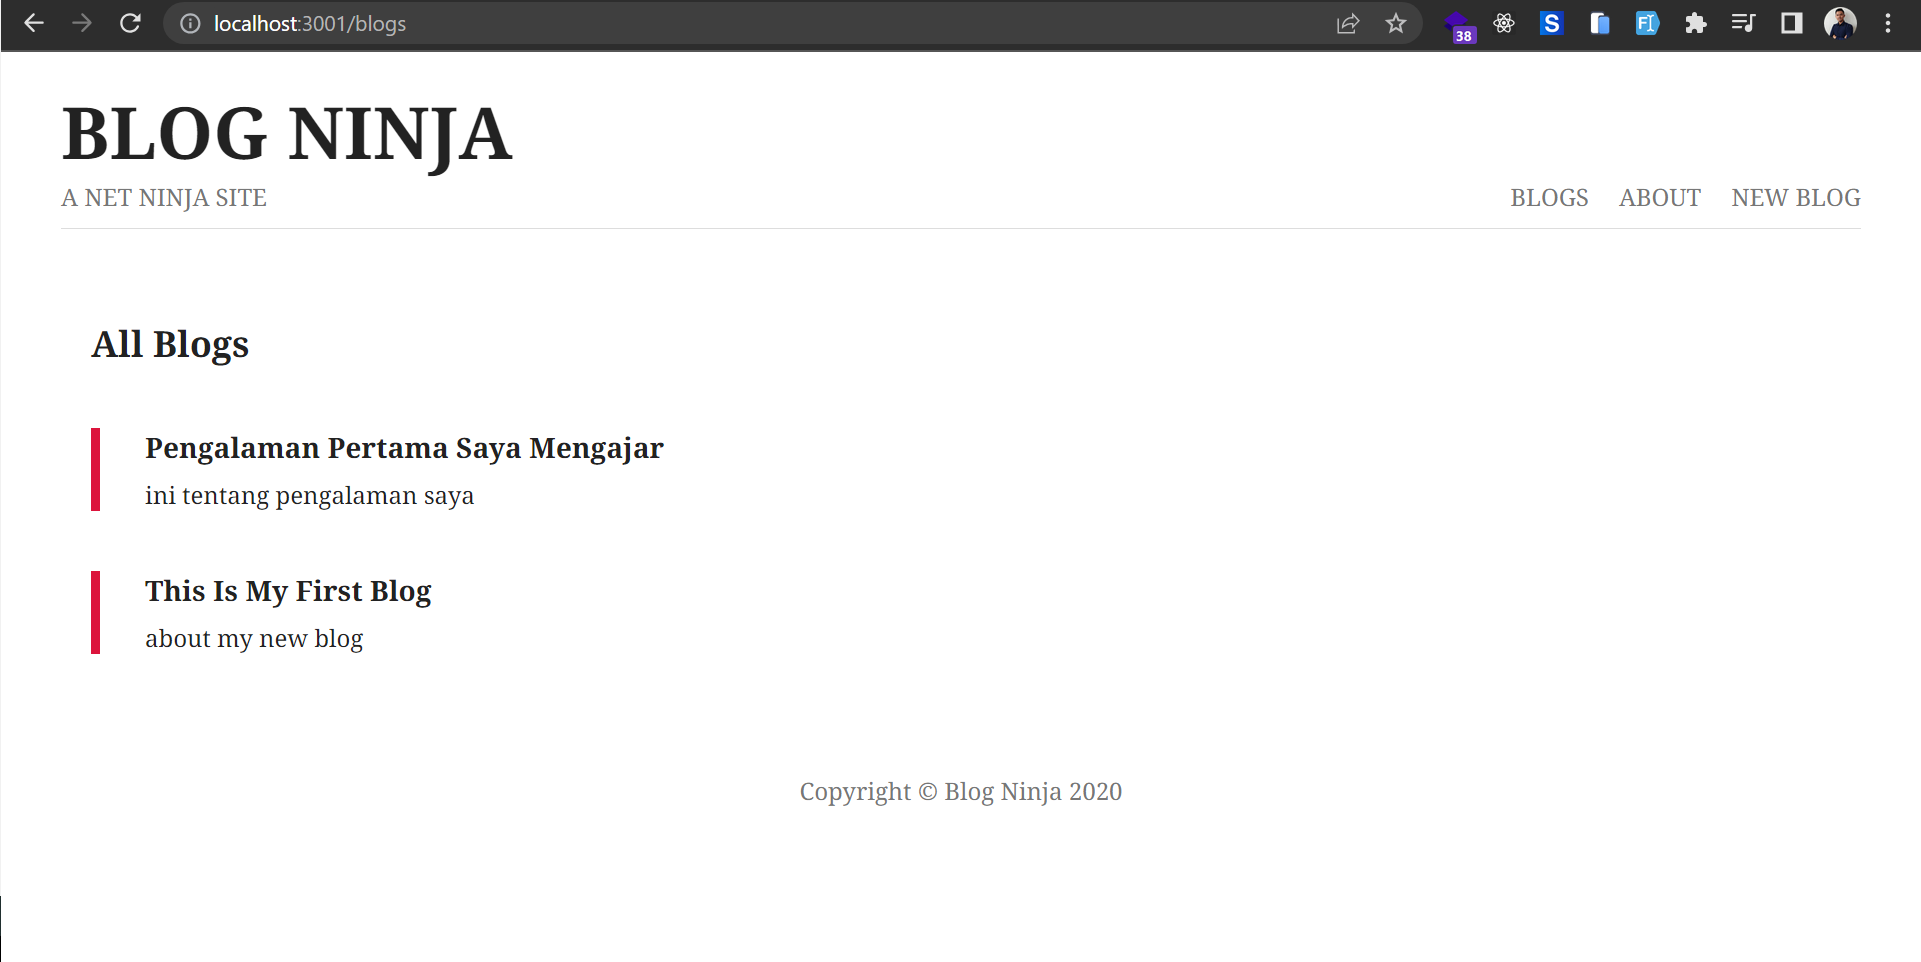 localhost:3001/blogs
38
S
BLOG NINJA
A NET NINJA SITE
BLOGS ABOUT NEW BLOG
All Blogs
Pengalaman Pertama Saya Mengajar
ini tentang pengalaman saya
This Is My First Blog
about my new blog
Copyright © Blog Ninja 2020